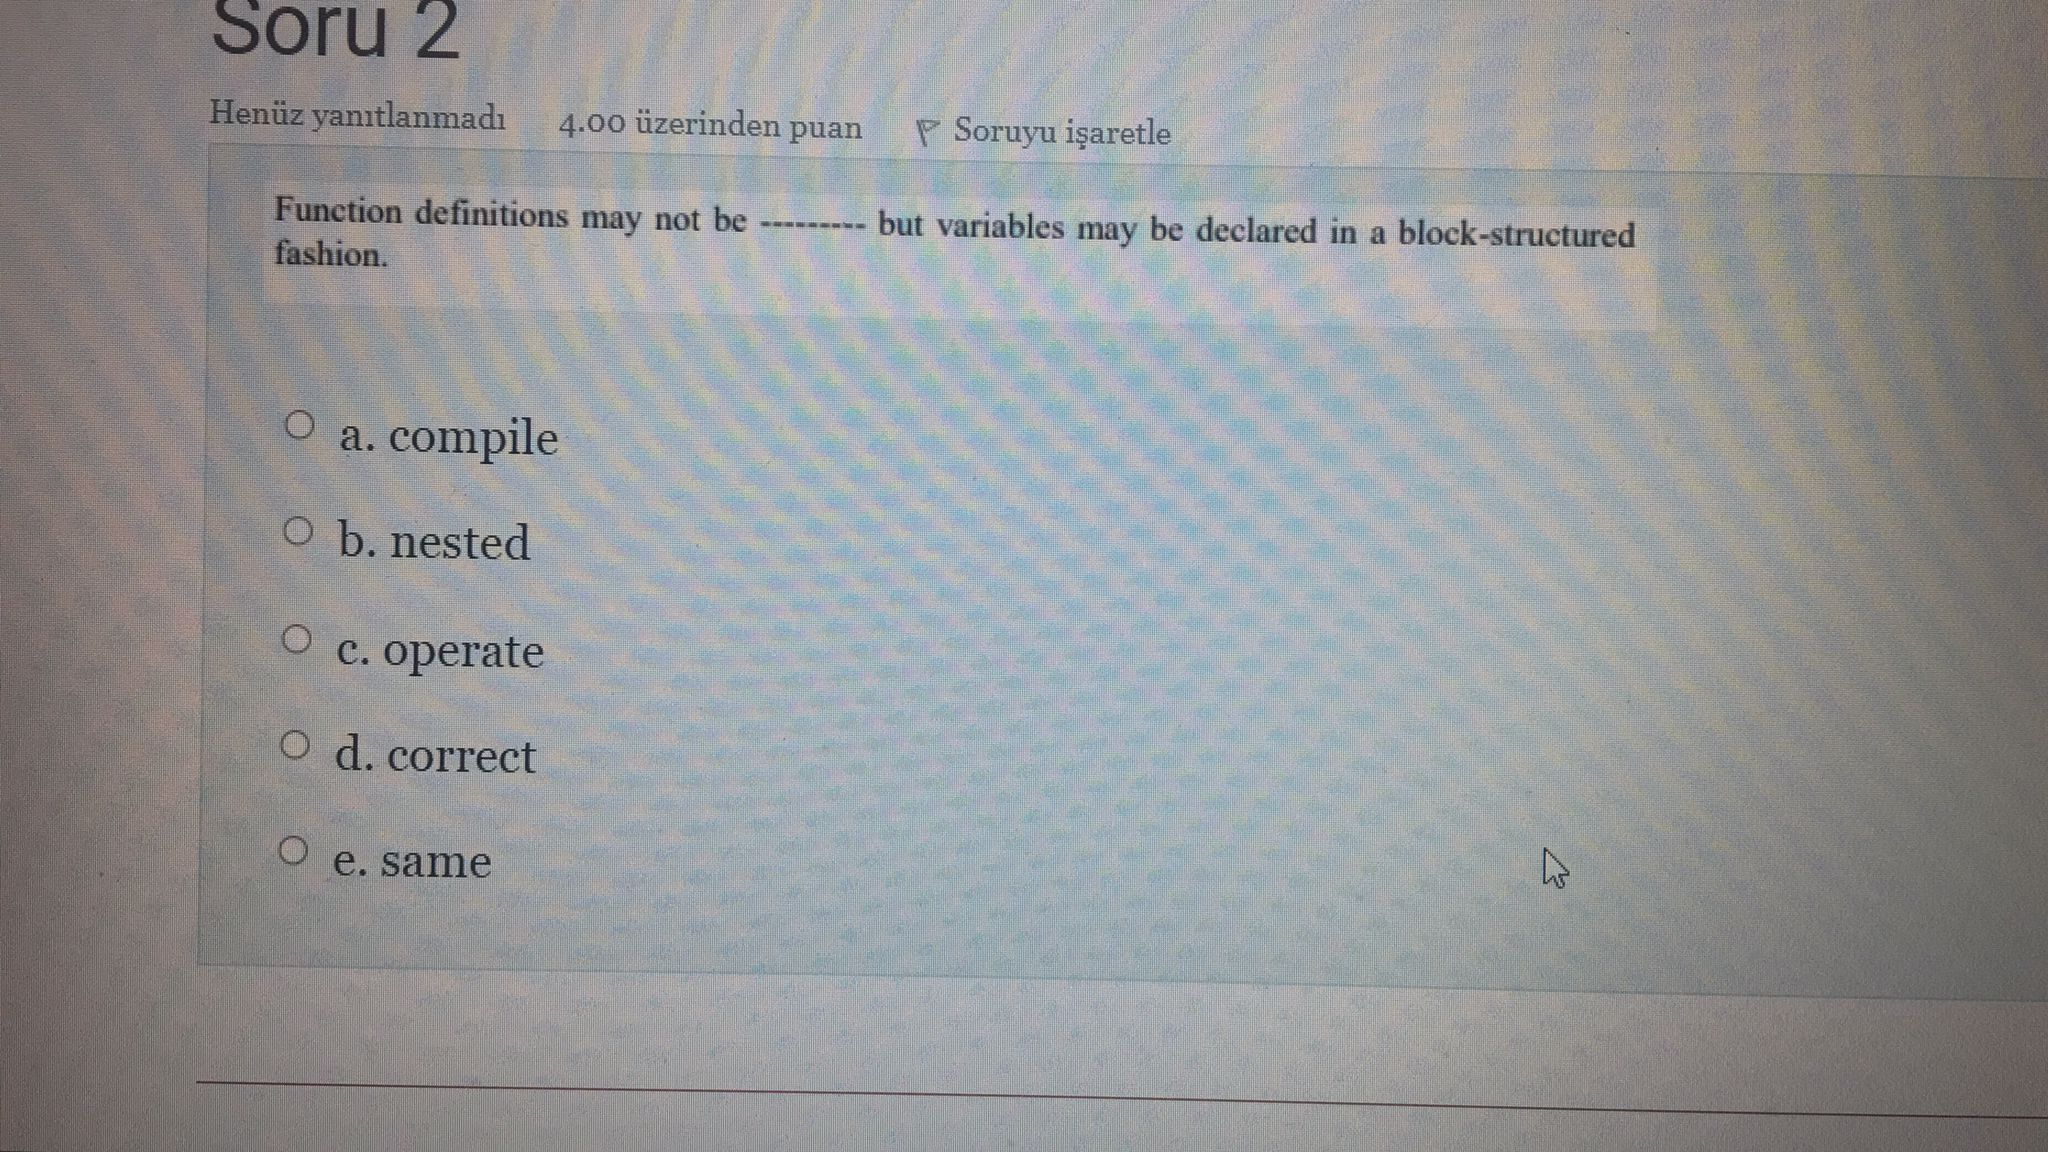 Soru 2
Henüz yanıtlanmadı 4.00 üzerinden puan Soruyu işaretle
Function definitions may not be --------- but variables may be declared in a block-structured
fashion.
a. compile
b. nested
c. operate
d. correct
e. same